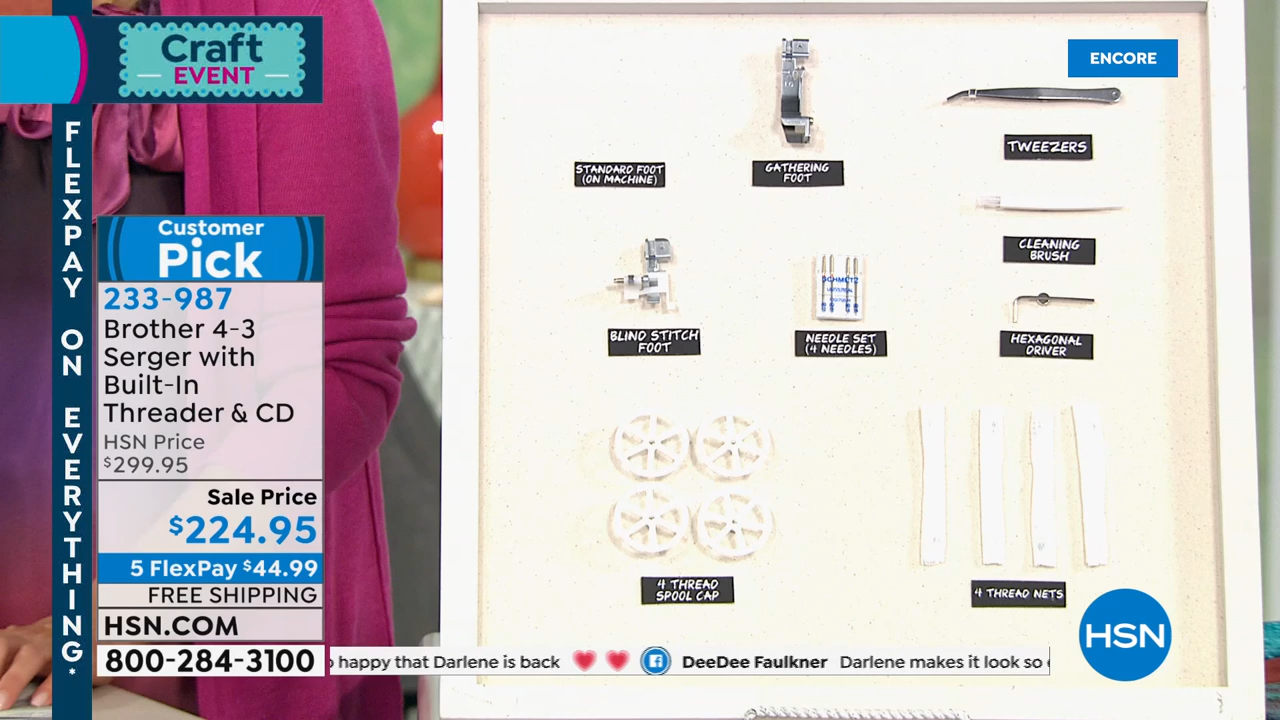 Craft
EVENT
FLEXPAY ON EVERYTHING.*
Customer
Pick
233-987
Brother 4-3
Serger with
Built-In
Threader & CD
HSN Price
$299.95
Sale Price
$224.95
5 FlexPay $44.99
FREE SHIPPING
HSN.COM
800-284-3100
ENCORE
STANDARD FOOT
(ON MACHINE)
GATHERING
FOOT
TWEEZERS
CLEANING
BRUSH
BLIND STITCH
FOOT
SCHMETZ
UNIVERSAL
NEEDLE SET
(4 NEEDLES)
HEXAGONAL
DRIVER
4 THREAD
SPOOL CAP
4 THREAD NETS
HSN
happy that Darlene is back DeeDee Faulkner Darlene makes it look so